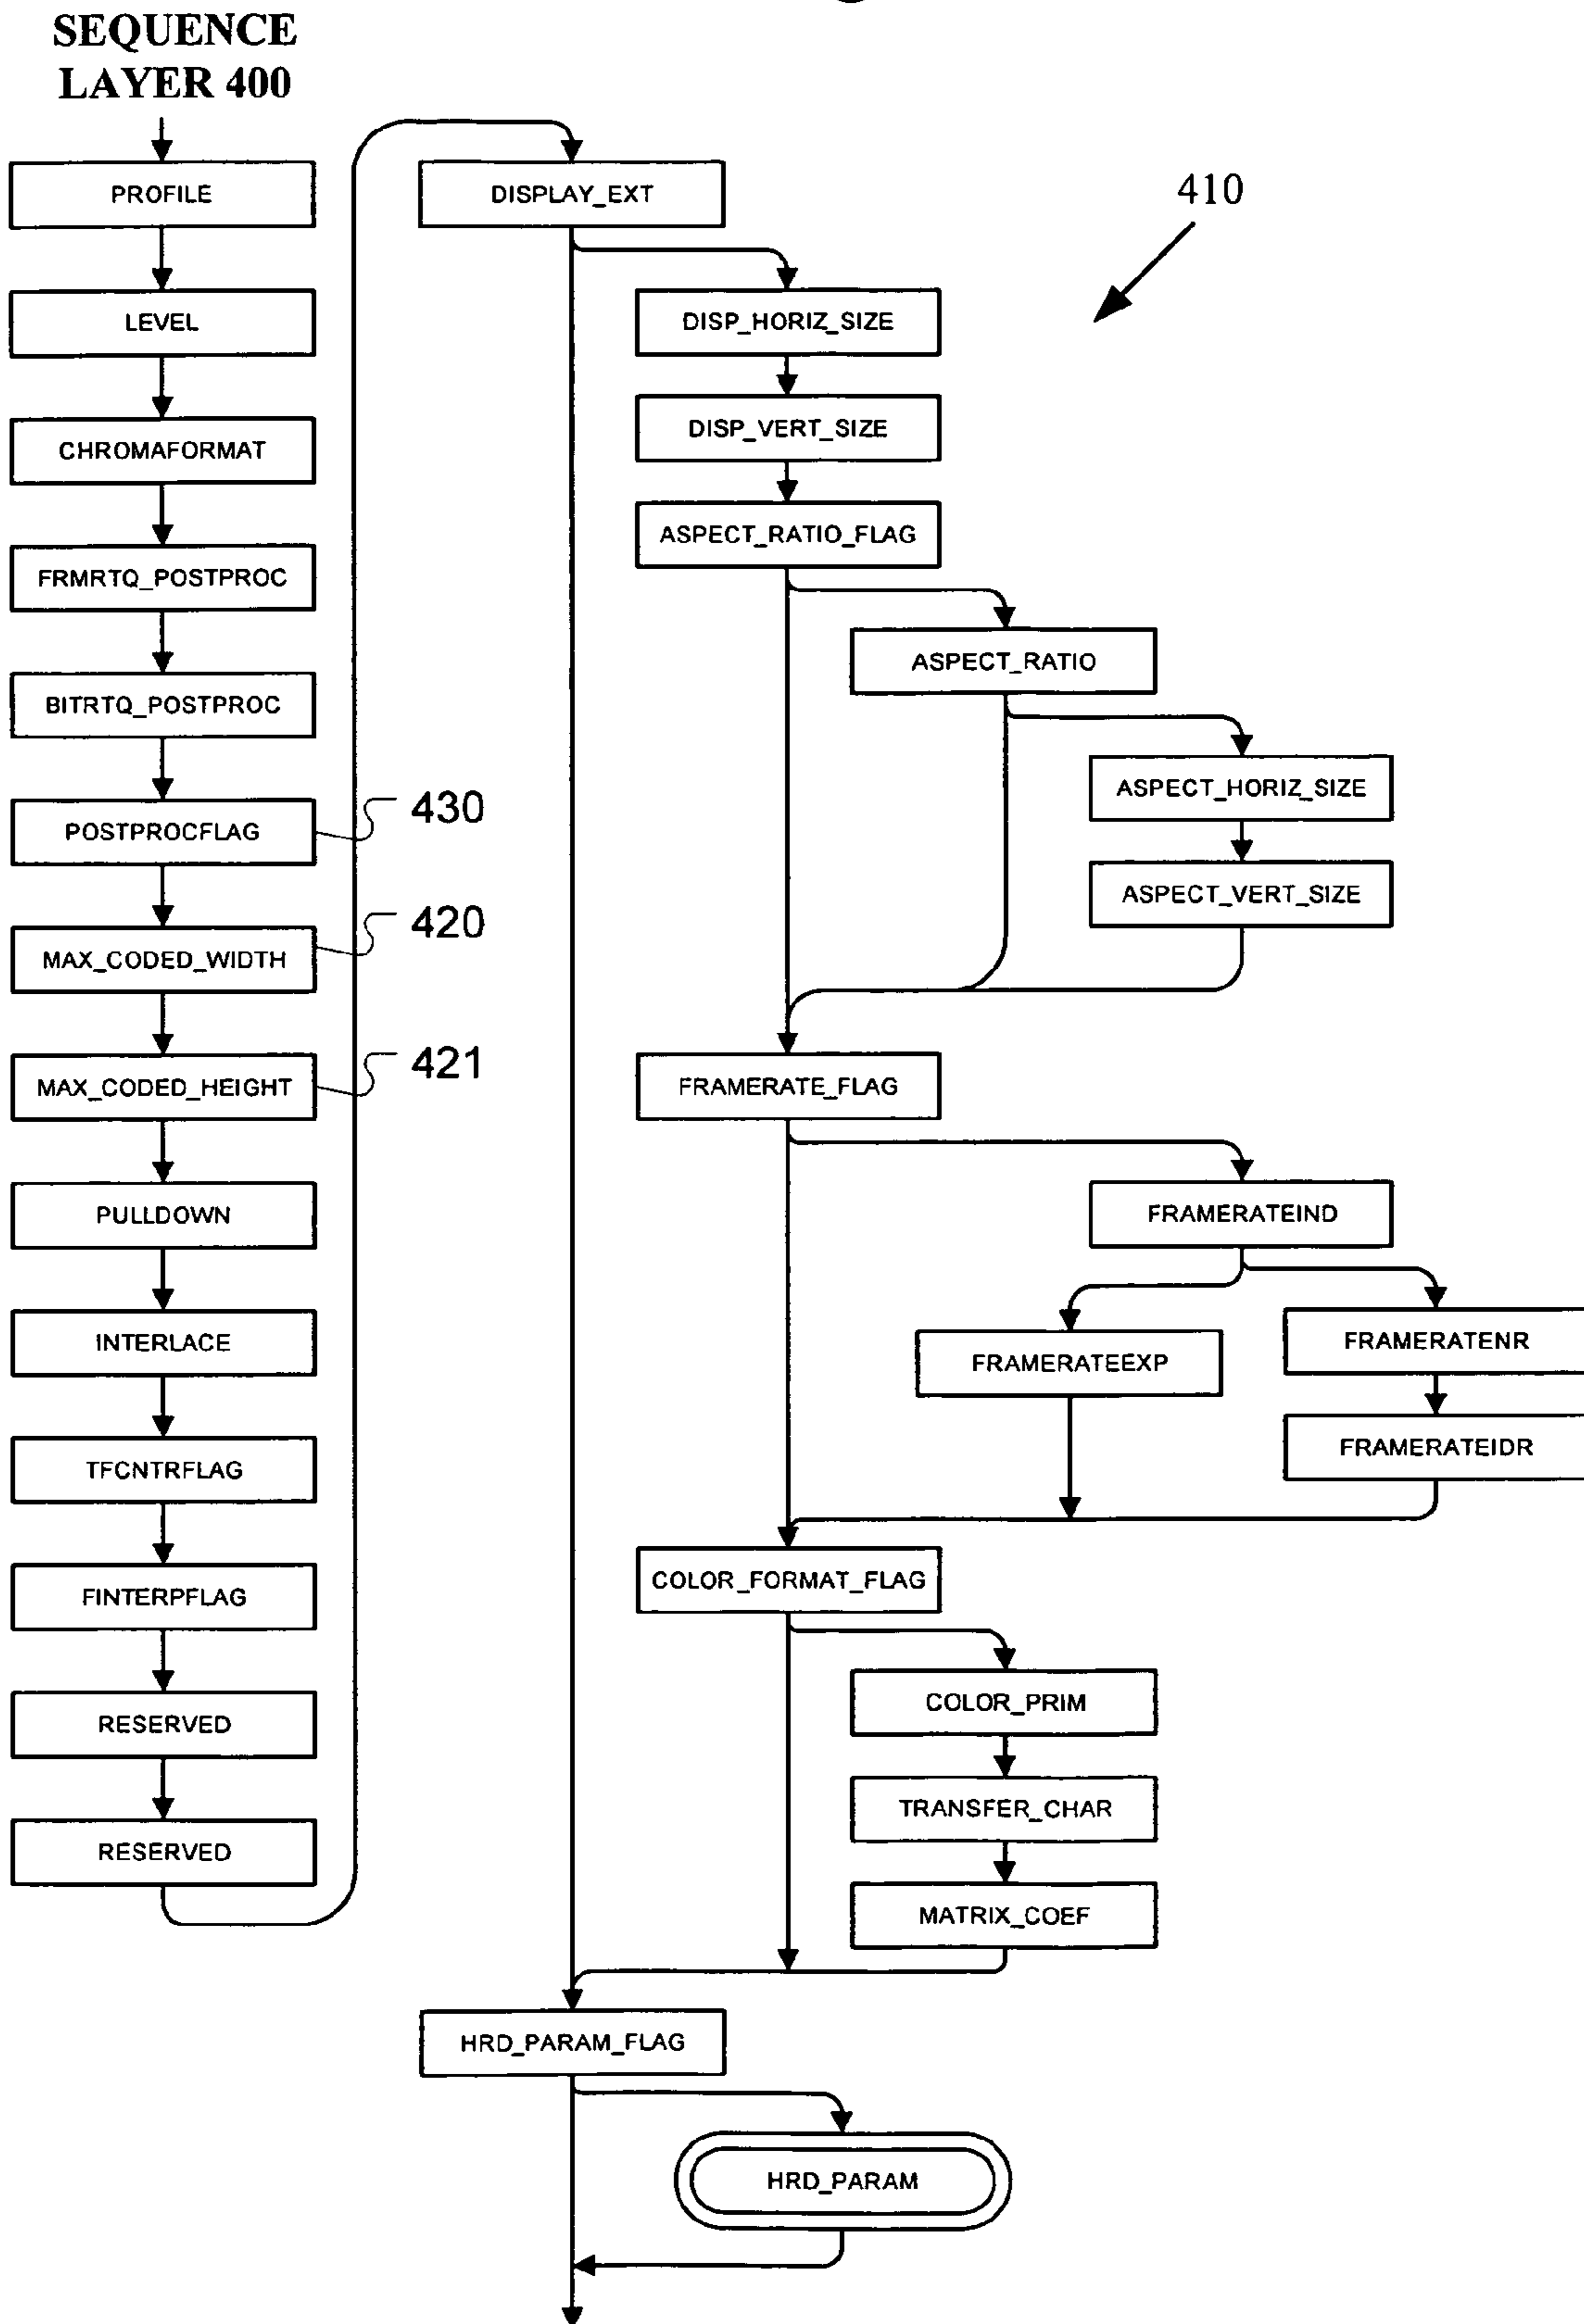 SEQUENCE
LAYER 400
PROFILE
LEVEL
CHROMAFORMAT
FRMRTQ_POSTPROC
BITRTQ_POSTPROC
POSTPROCFLAG
430
MAX_CODED_WIDTH
420
MAX_CODED_HEIGHT
421
PULLDOWN
INTERLACE
TFCNTRFLAG
FINTERPFLAG
RESERVED
RESERVED
DISPLAY_EXT
410
DISP_HORIZ_SIZE
DISP_VERT_SIZE
ASPECT_RATIO_FLAG
ASPECT_RATIO
ASPECT_HORIZ_SIZE
ASPECT_VERT_SIZE
FRAMERATE_FLAG
FRAMERATEIND
FRAMERATEEXP
FRAMERATENR
FRAMERATEIDR
COLOR_FORMAT_FLAG
COLOR_PRIM
TRANSFER_CHAR
MATRIX_COEF
HRD_PARAM_FLAG
HRD_PARAM